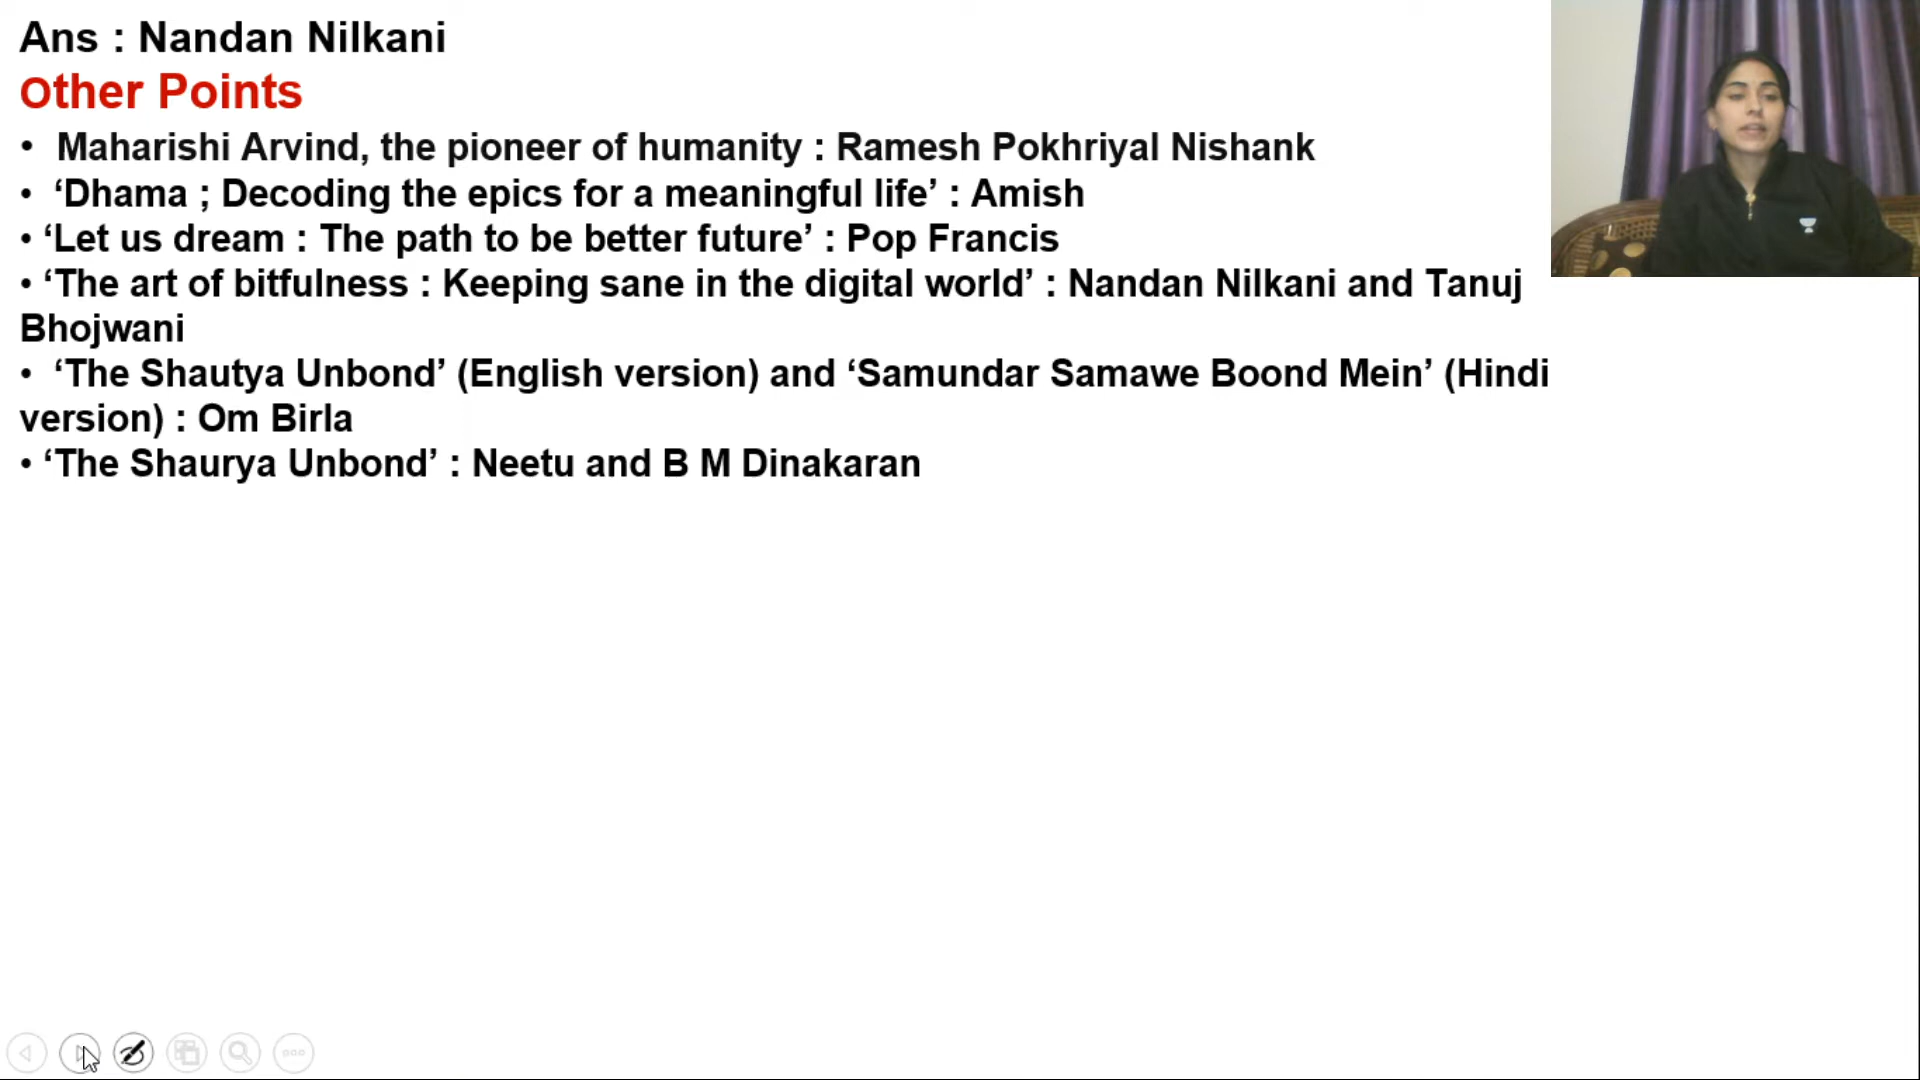 Ans : Nandan Nilkani
Other Points
• Maharishi Arvind, the pioneer of humanity : Ramesh Pokhriyal Nishank
• ‘Dhama ; Decoding the epics for a meaningful life’ : Amish
• ‘Let us dream : The path to be better future’ : Pop Francis
• ‘The art of bitfulness : Keeping sane in the digital world’ : Nandan Nilkani and Tanuj
Bhojwani
• ‘The Shautya Unbond’ (English version) and ‘Samundar Samawe Boond Mein’ (Hindi
version) : Om Birla
• ‘The Shaurya Unbond’ : Neetu and B M Dinakaran